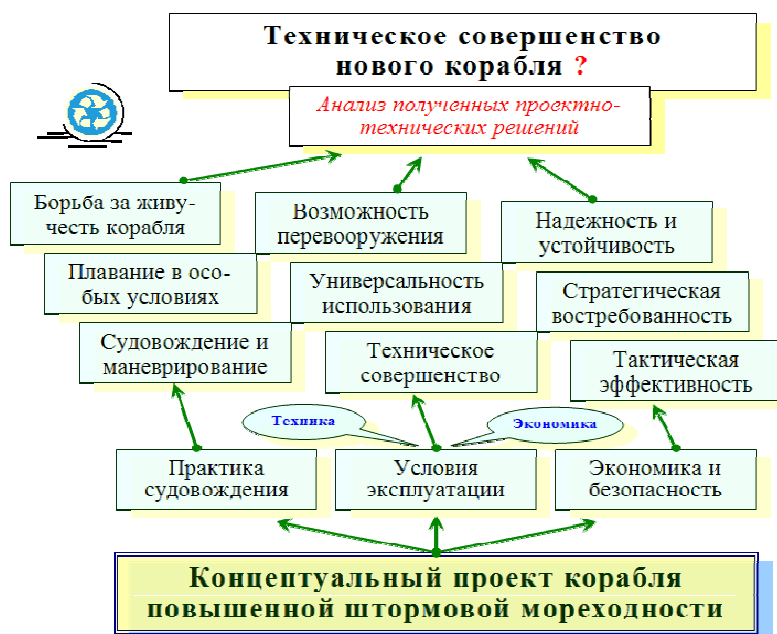 Техническое совершенство
нового корабля ?
Анализ полученных проектно-
технических решений
Борьба за живу-
честь корабля
Возможность
перевооружения
Надежность и
устойчивость
Плавание в осо-
бых условиях
Универсальность
использования
Стратегическая
востребованность
Судовождение и
маневрирование
Техническое
совершенство
Тактическая
эффективность
Техника
Экономика
Практика
судовождения
Условия
эксплуатации
Экономика и
безопасность
Концептуальный проект корабля
повышенной штормовой мореходности